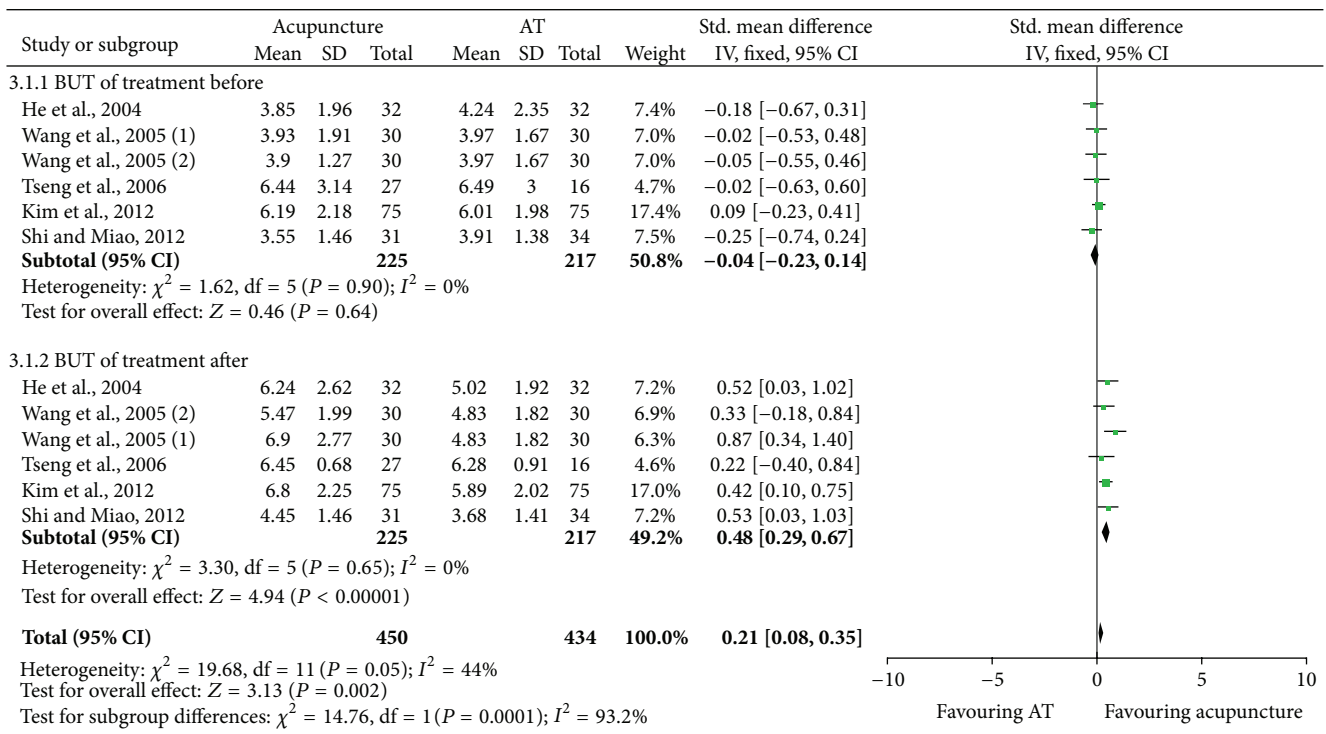 Study or subgroup Acupuncture AT Weight Std. mean difference Std. mean difference
Mean SD Total Mean SD Total IV, fixed, 95% CI IV, fixed, 95% CI
3.1.1 BUT of treatment before
He et al., 2004 3.85 1.96 32 4.24 2.35 32 7.4% −0.18 [−0.67, 0.31]
Wang et al., 2005 (1) 3.93 1.91 30 3.97 1.67 30 7.0% −0.02 [−0.53, 0.48]
Wang et al., 2005 (2) 3.9 1.27 30 3.97 1.67 30 7.0% −0.05 [−0.55, 0.46]
Tseng et al., 2006 6.44 3.14 27 6.49 3 16 4.7% −0.02 [−0.63, 0.60]
Kim et al., 2012 6.19 2.18 75 6.01 1.98 75 17.4% 0.09 [−0.23, 0.41]
Shi and Miao, 2012 3.55 1.46 31 3.91 1.38 34 7.5% −0.25 [−0.74, 0.24]
Subtotal (95% CI) 225 217 50.8% −0.04 [−0.23, 0.14]
Heterogeneity: χ² = 1.62, df = 5 (P = 0.90); I² = 0%
Test for overall effect: Z = 0.46 (P = 0.64)
3.1.2 BUT of treatment after
He et al., 2004 6.24 2.62 32 5.02 1.92 32 7.2% 0.52 [0.03, 1.02]
Wang et al., 2005 (2) 5.47 1.99 30 4.83 1.82 30 6.9% 0.33 [−0.18, 0.84]
Wang et al., 2005 (1) 6.9 2.77 30 4.83 1.82 30 6.3% 0.87 [0.34, 1.40]
Tseng et al., 2006 6.45 0.68 27 6.28 0.91 16 4.6% 0.22 [−0.40, 0.84]
Kim et al., 2012 6.8 2.25 75 5.89 2.02 75 17.0% 0.42 [0.10, 0.75]
Shi and Miao, 2012 4.45 1.46 31 3.68 1.41 34 7.2% 0.53 [0.03, 1.03]
Subtotal (95% CI) 225 217 49.2% 0.48 [0.29, 0.67]
Heterogeneity: χ² = 3.30, df = 5 (P = 0.65); I² = 0%
Test for overall effect: Z = 4.94 (P < 0.00001)
Total (95% CI) 450 434 100.0% 0.21 [0.08, 0.35]
Heterogeneity: χ² = 19.68, df = 11 (P = 0.05); I² = 44%
Test for overall effect: Z = 3.13 (P = 0.002)
Test for subgroup differences: χ² = 14.76, df = 1(P = 0.0001); I² = 93.2%
−10 −5 0 5 10
Favouring AT Favouring acupuncture